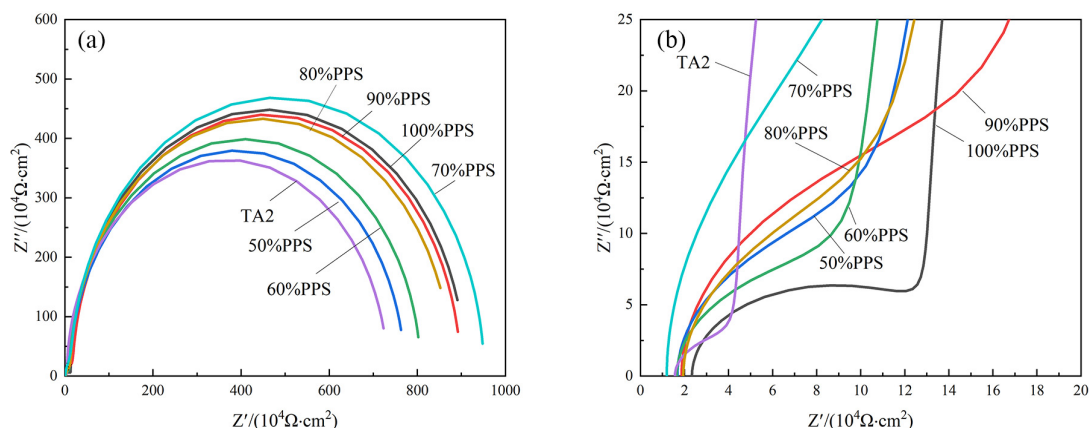 (a)
600
500
400
300
200
100
0
Z''/(10⁴Ω·cm²)
80%PPS
90%PPS
100%PPS
70%PPS
TA2
50%PPS
60%PPS
0 200 400 600 800 1000
Z'/(10⁴Ω·cm²)
(b)
25
20
15
10
5
0
Z''/(10⁴Ω·cm²)
TA2
70%PPS
80%PPS
90%PPS
100%PPS
60%PPS
50%PPS
0 2 4 6 8 10 12 14 16 18 20
Z'/(10⁴Ω·cm²)